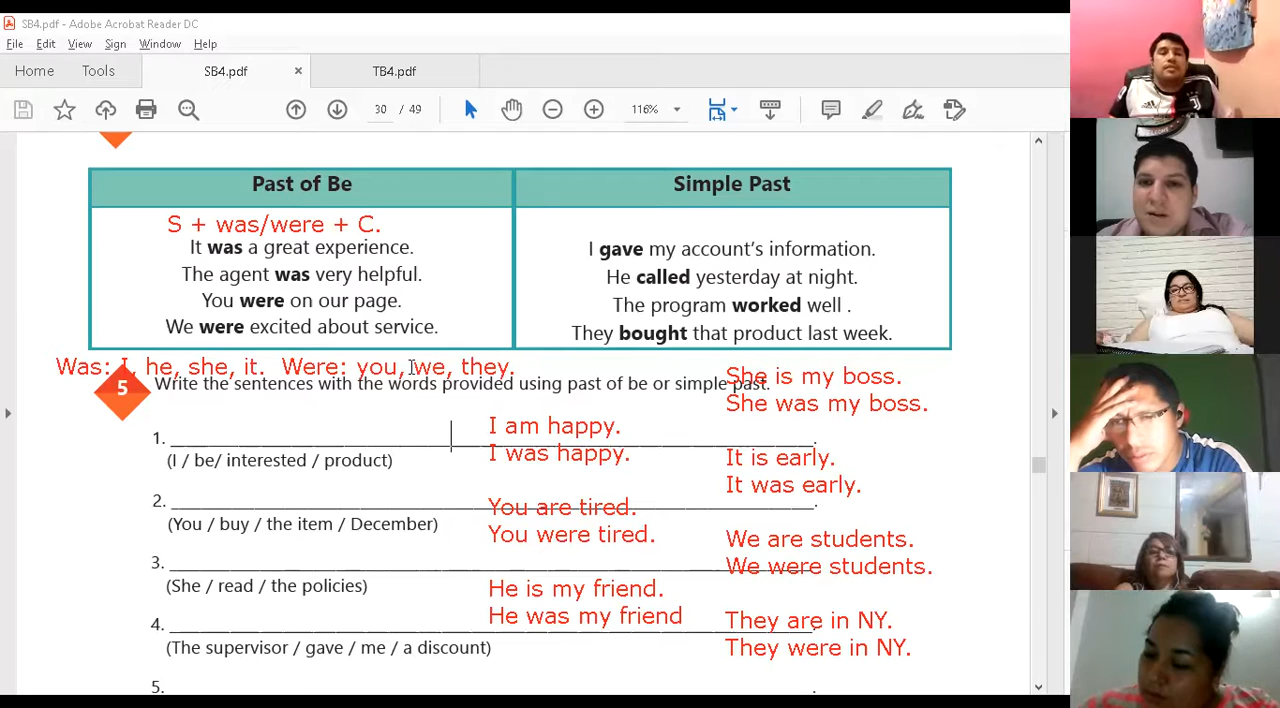 SB4.pdf - Adobe Acrobat Reader DC
File Edit View Sign Window Help
Home Tools SB4.pdf × TB4.pdf
30 / 49 116%
Past of Be Simple Past
S + was/were + C.
It was a great experience. I gave my account's information.
The agent was very helpful. He called yesterday at night.
You were on our page. The program worked well .
We were excited about service. They bought that product last week.
Was: I, he, she, it. Were: you, we, they.
5 Write the sentences with the words provided using past of be or simple past.
She is my boss.
She was my boss.
1. ______.
I am happy.
I was happy.
(I / be/ interested / product)
It is early.
It was early.
2. ______.
You are tired.
You were tired.
(You / buy / the item / December)
We are students.
We were students.
3. ______.
(She / read / the policies)
He is my friend.
He was my friend
4. ______.
They are in NY.
They were in NY.
(The supervisor / gave / me / a discount)
5. .